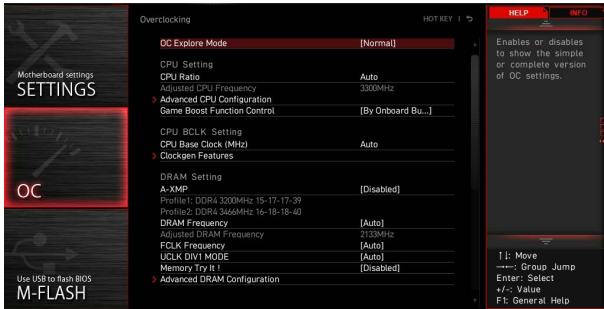 Overclocking
HOT KEY
HELP
INFO
Motherboard settings
SETTINGS
OC
Use USB to flash BIOS
M-FLASH
OC Explore Mode [Normal]
CPU Setting
CPU Ratio Auto
Adjusted CPU Frequency 3300MHz
Advanced CPU Configuration
Game Boost Function Control [By Onboard Bu...]
CPU BCLK Setting
CPU Base Clock (MHz) Auto
Clockgen Features
DRAM Setting
A-XMP [Disabled]
Profile1: DDR4 3200MHz 15-17-17-39
Profile2: DDR4 3466MHz 16-18-18-40
DRAM Frequency [Auto]
Adjusted DRAM Frequency 2133MHz
FCLK Frequency [Auto]
UCLK DIV1 MODE [Auto]
Memory Try It ! [Disabled]
Advanced DRAM Configuration
Enables or disables
to show the simple
or complete version
of OC settings.
↑↓: Move
→←: Group Jump
Enter: Select
+/-: Value
F1: General Help